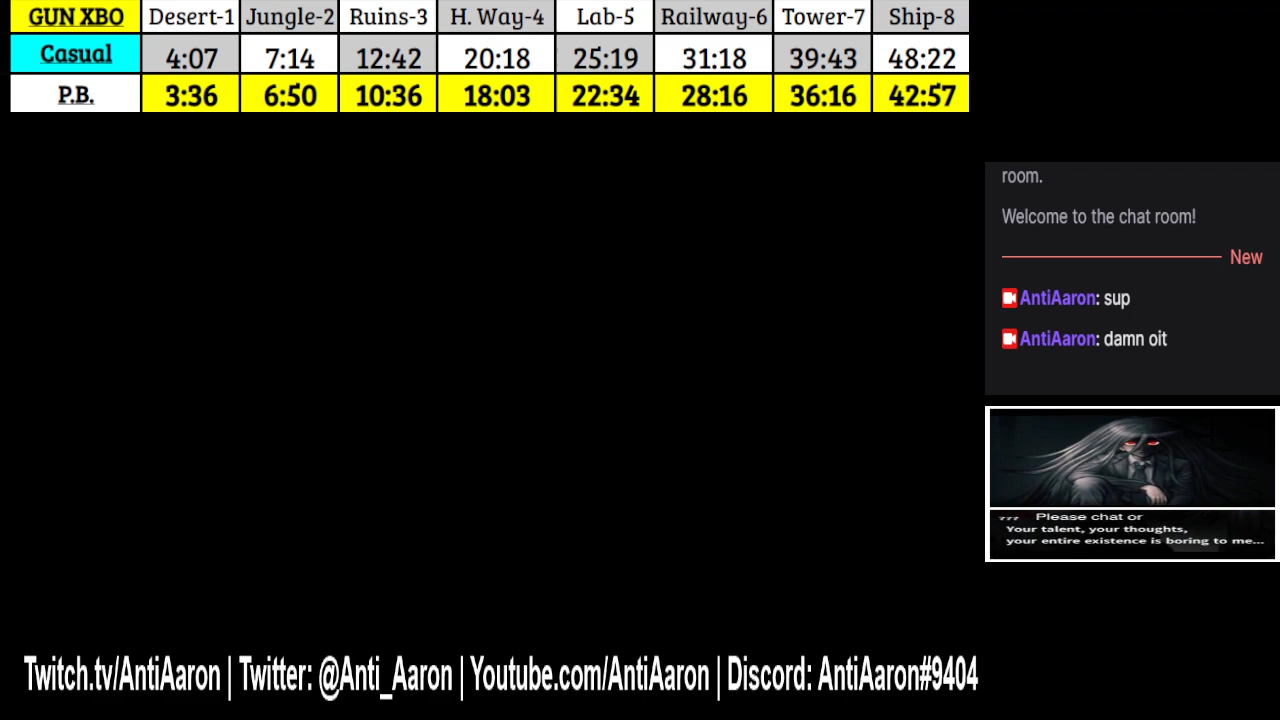 GUN XBO Desert-1 Jungle-2 Ruins-3 H. Way-4 Lab-5 Railway-6 Tower-7 Ship-8
Casual 4:07 7:14 12:42 20:18 25:19 31:18 39:43 48:22
P.B. 3:36 6:50 10:36 18:03 22:34 28:16 36:16 42:57
room.
Welcome to the chat room!
New
AntiAaron: sup
AntiAaron: damn oit
??? Please chat or
Your talent, your thoughts,
your entire existence is boring to me...
Twitch.tv/AntiAaron | Twitter: @Anti_Aaron | Youtube.com/AntiAaron | Discord: AntiAaron#9404